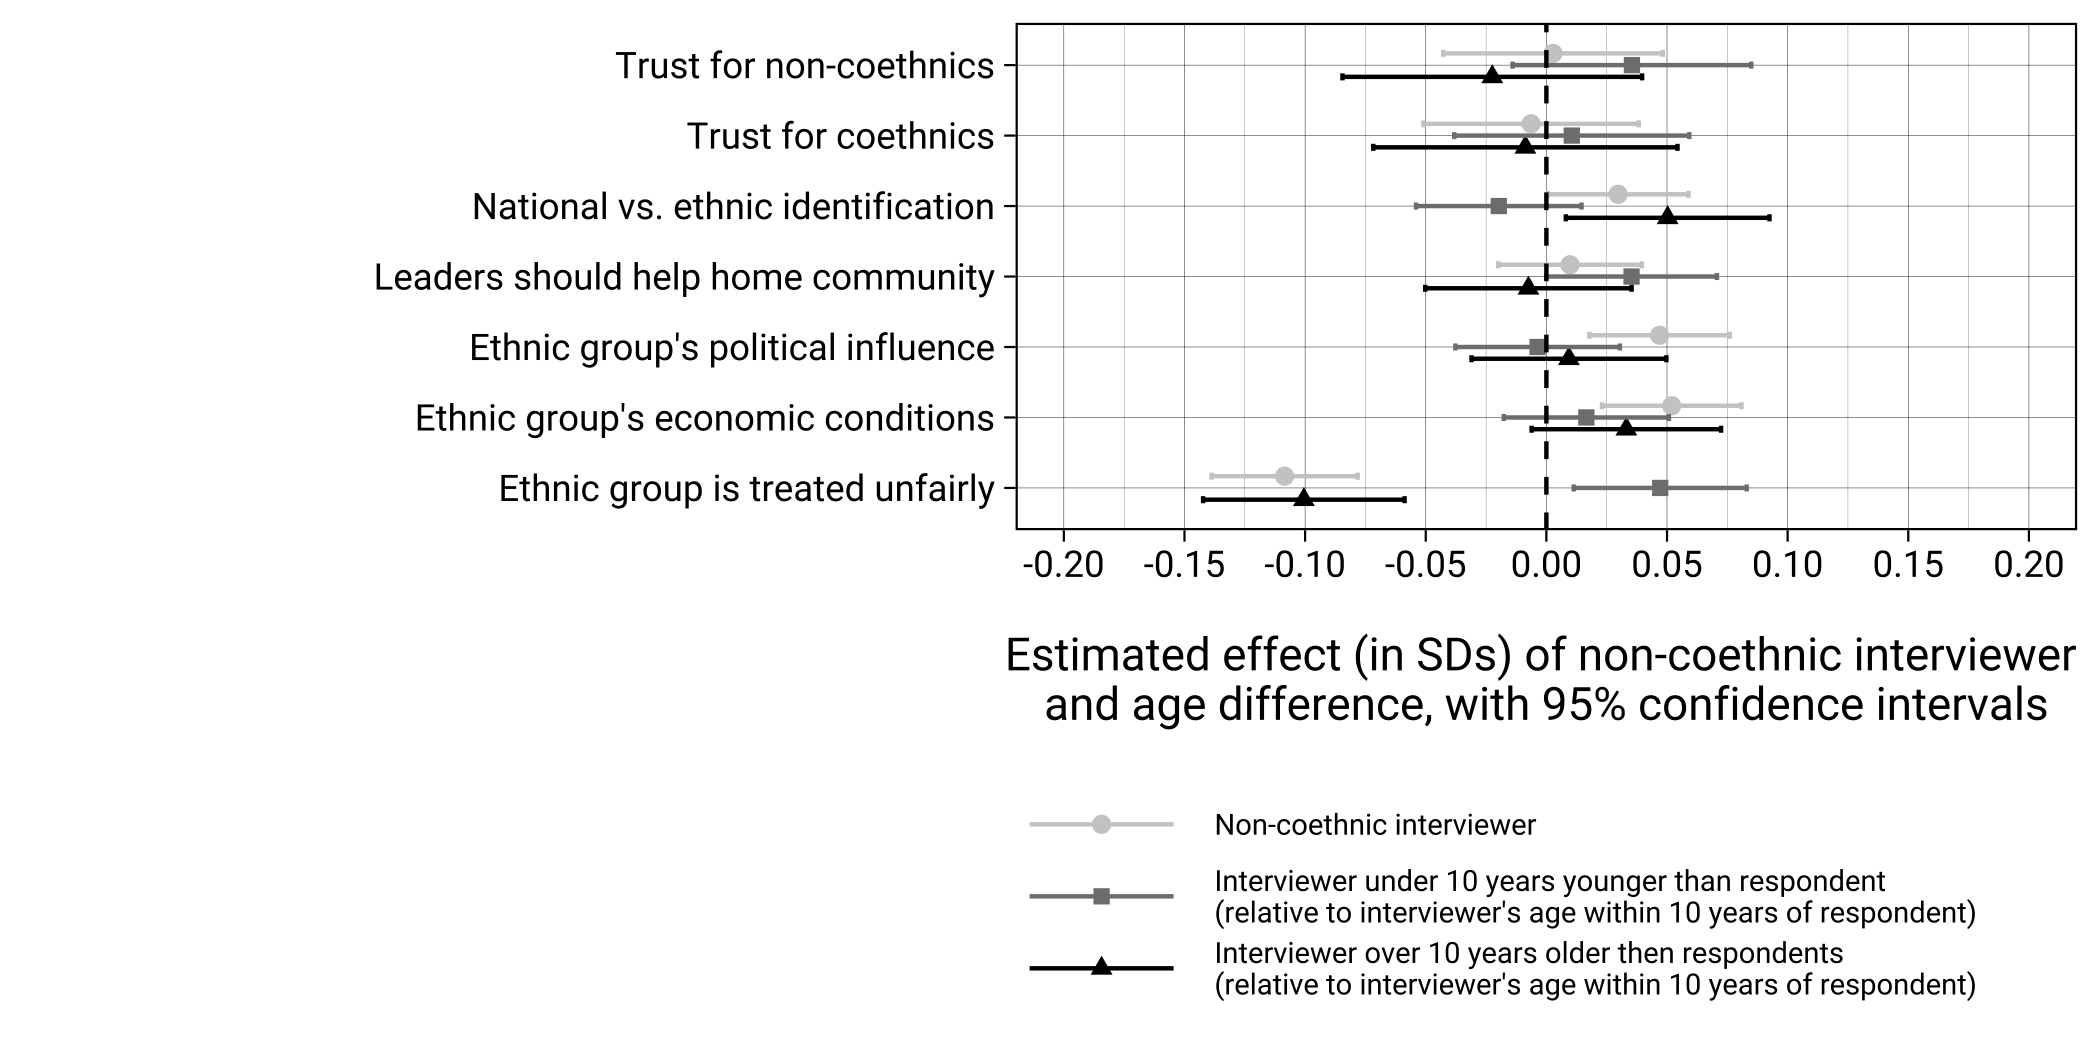 Trust for non-coethnics
Trust for coethnics
National vs. ethnic identification
Leaders should help home community
Ethnic group's political influence
Ethnic group's economic conditions
Ethnic group is treated unfairly
-0.20 -0.15 -0.10 -0.05 0.00 0.05 0.10 0.15 0.20
Estimated effect (in SDs) of non-coethnic interviewer
and age difference, with 95% confidence intervals
Non-coethnic interviewer
Interviewer under 10 years younger than respondent
(relative to interviewer's age within 10 years of respondent)
Interviewer over 10 years older then respondents
(relative to interviewer's age within 10 years of respondent)